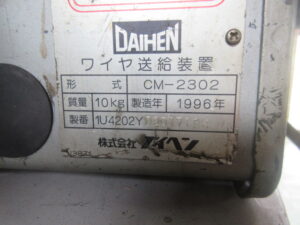 DAIHEN
ワイヤ送給装置
形式 CM-2302
質量 10kg 製造年 1996年
製番
株式会社 ダイヘン